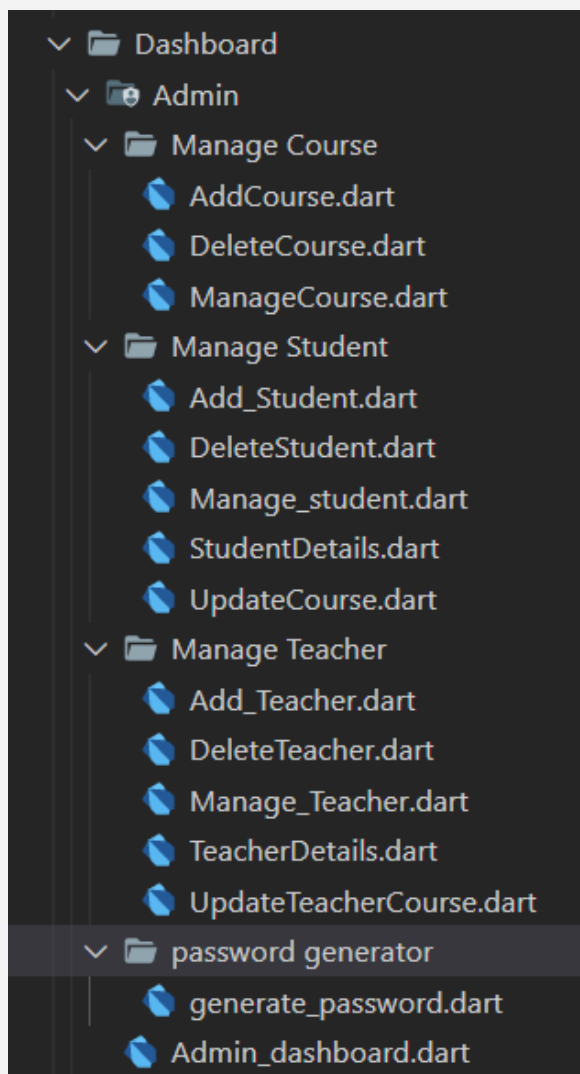 Dashboard
Admin
Manage Course
AddCourse.dart
DeleteCourse.dart
ManageCourse.dart
Manage Student
Add_Student.dart
DeleteStudent.dart
Manage_student.dart
StudentDetails.dart
UpdateCourse.dart
Manage Teacher
Add_Teacher.dart
DeleteTeacher.dart
Manage_Teacher.dart
TeacherDetails.dart
UpdateTeacherCourse.dart
password generator
generate_password.dart
Admin_dashboard.dart